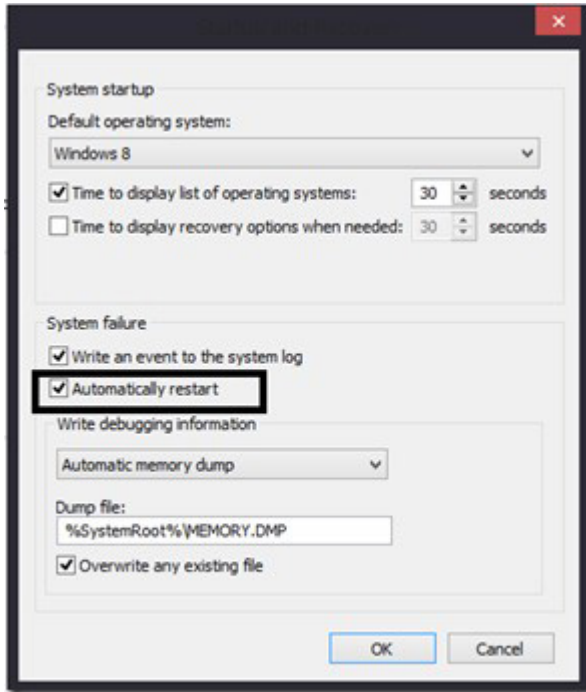 System startup
Default operating system:
Windows 8
Time to display list of operating systems: 30 seconds
Time to display recovery options when needed: 30 seconds
System failure
Write an event to the system log
Automatically restart
Write debugging information
Automatic memory dump
Dump file:
%SystemRoot%\MEMORY.DMP
Overwrite any existing file
OK Cancel